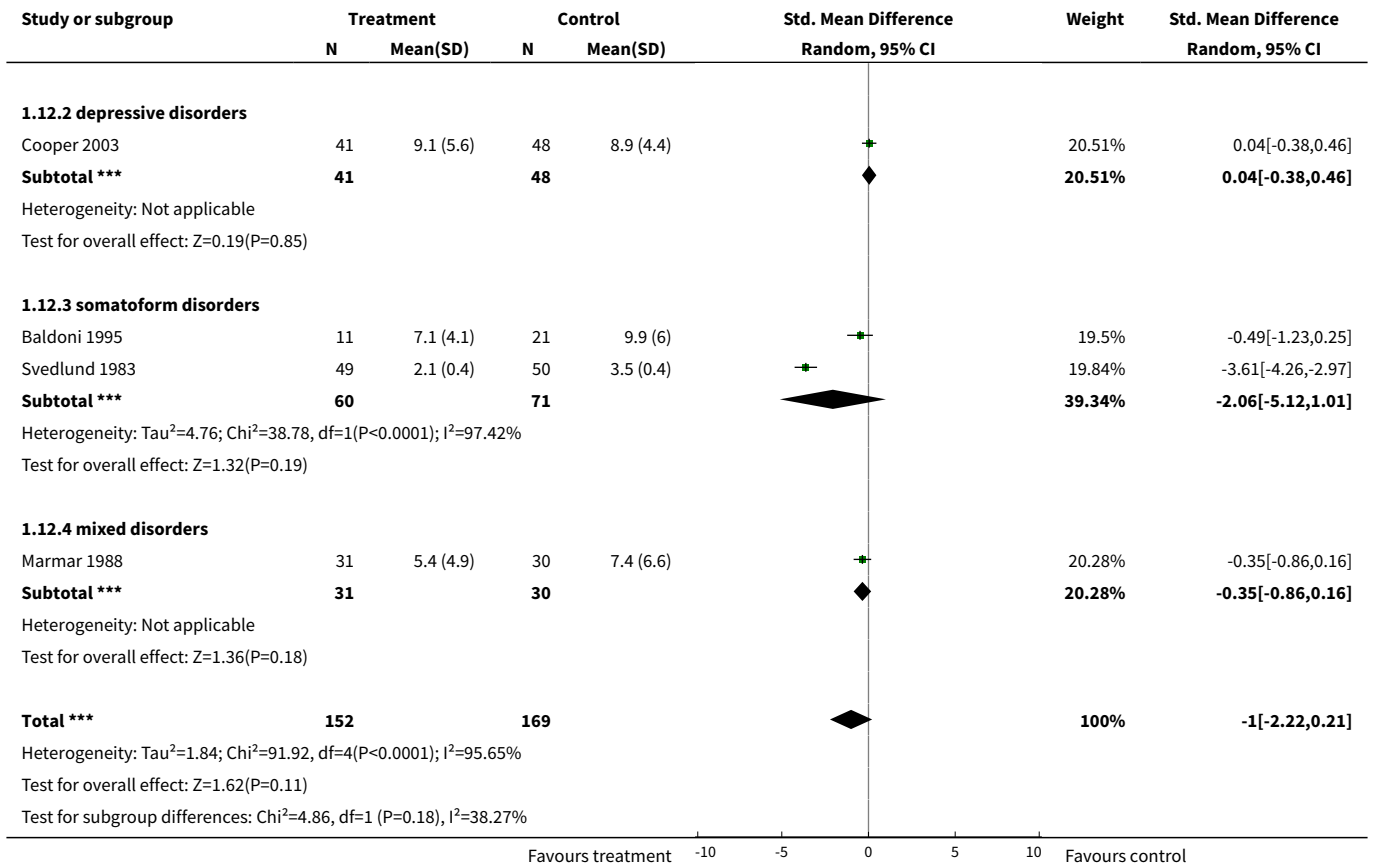 Study or subgroup Treatment Control Std. Mean Difference Weight Std. Mean Difference
N Mean(SD) N Mean(SD) Random, 95% CI Random, 95% CI
1.12.2 depressive disorders
Cooper 2003 41 9.1 (5.6) 48 8.9 (4.4) 20.51% 0.04[-0.38,0.46]
Subtotal *** 41 48 20.51% 0.04[-0.38,0.46]
Heterogeneity: Not applicable
Test for overall effect: Z=0.19(P=0.85)
1.12.3 somatoform disorders
Baldoni 1995 11 7.1 (4.1) 21 9.9 (6) 19.5% -0.49[-1.23,0.25]
Svedlund 1983 49 2.1 (0.4) 50 3.5 (0.4) 19.84% -3.61[-4.26,-2.97]
Subtotal *** 60 71 39.34% -2.06[-5.12,1.01]
Heterogeneity: Tau²=4.76; Chi²=38.78, df=1(P<0.0001); I²=97.42%
Test for overall effect: Z=1.32(P=0.19)
1.12.4 mixed disorders
Marmar 1988 31 5.4 (4.9) 30 7.4 (6.6) 20.28% -0.35[-0.86,0.16]
Subtotal *** 31 30 20.28% -0.35[-0.86,0.16]
Heterogeneity: Not applicable
Test for overall effect: Z=1.36(P=0.18)
Total *** 152 169 100% -1[-2.22,0.21]
Heterogeneity: Tau²=1.84; Chi²=91.92, df=4(P<0.0001); I²=95.65%
Test for overall effect: Z=1.62(P=0.11)
Test for subgroup differences: Chi²=4.86, df=1 (P=0.18), I²=38.27%
Favours treatment -10 -5 0 5 10 Favours control